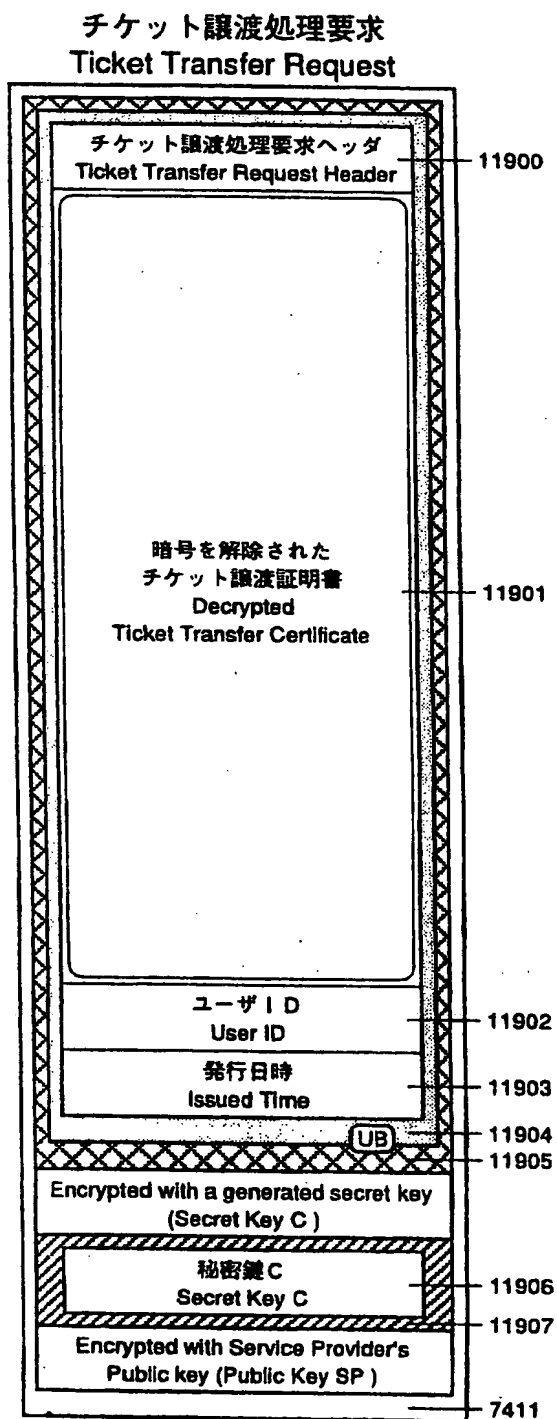 チケット譲渡処理要求
Ticket Transfer Request
チケット譲渡処理要求ヘッダ
Ticket Transfer Request Header
11900
暗号を解除された
チケット譲渡証明書
Decrypted
Ticket Transfer Certificate
11901
ユーザID
User ID
11902
発行日時
Issued Time
11903
UB
11904
11905
Encrypted with a generated secret key
(Secret Key C )
秘密鍵C
Secret Key C
11906
11907
Encrypted with Service Provider's
Public key (Public Key SP )
7411